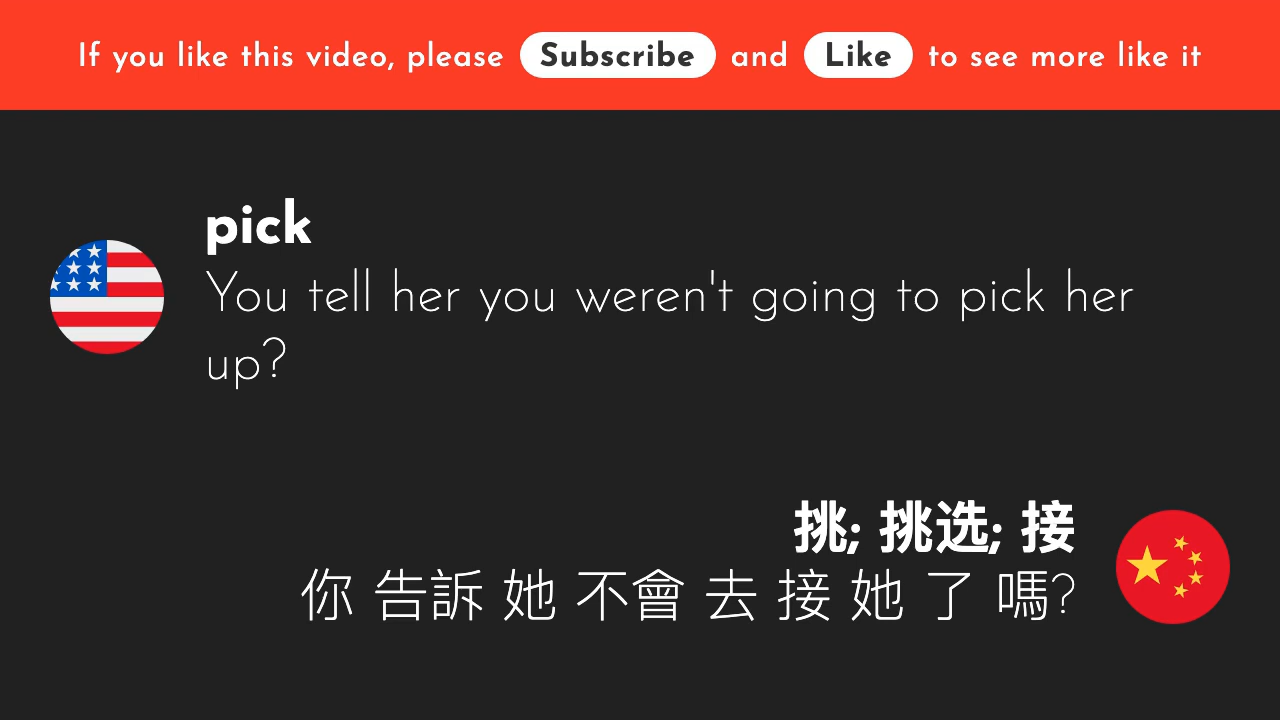 If you like this video, please Subscribe and Like to see more like it
pick
You tell her you weren't going to pick her
up?
挑; 挑选; 接
你 告訴 她 不會 去 接 她 了 嗎?